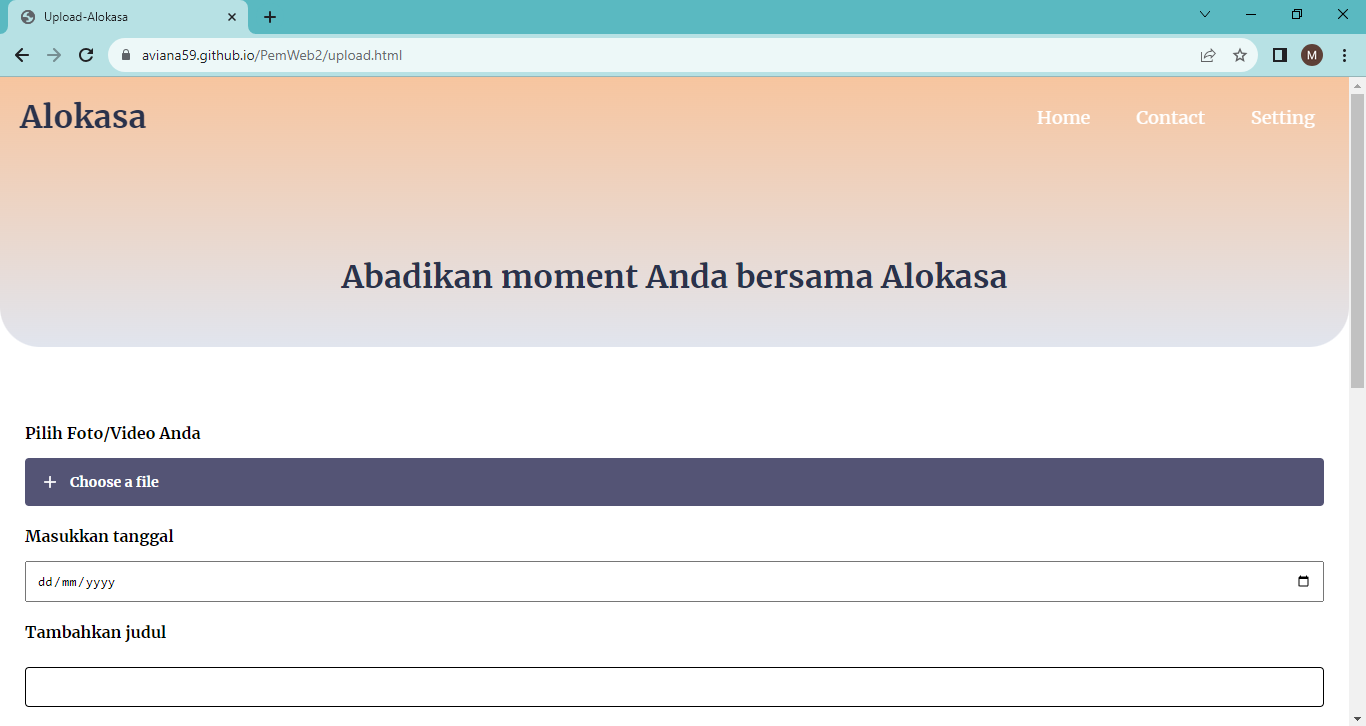 Upload-Alokasa
aviana59.github.io/PemWeb2/upload.html
M
Alokasa
Home Contact Setting
Abadikan moment Anda bersama Alokasa
Pilih Foto/Video Anda
+ Choose a file
Masukkan tanggal
dd/mm/yyyy
Tambahkan judul